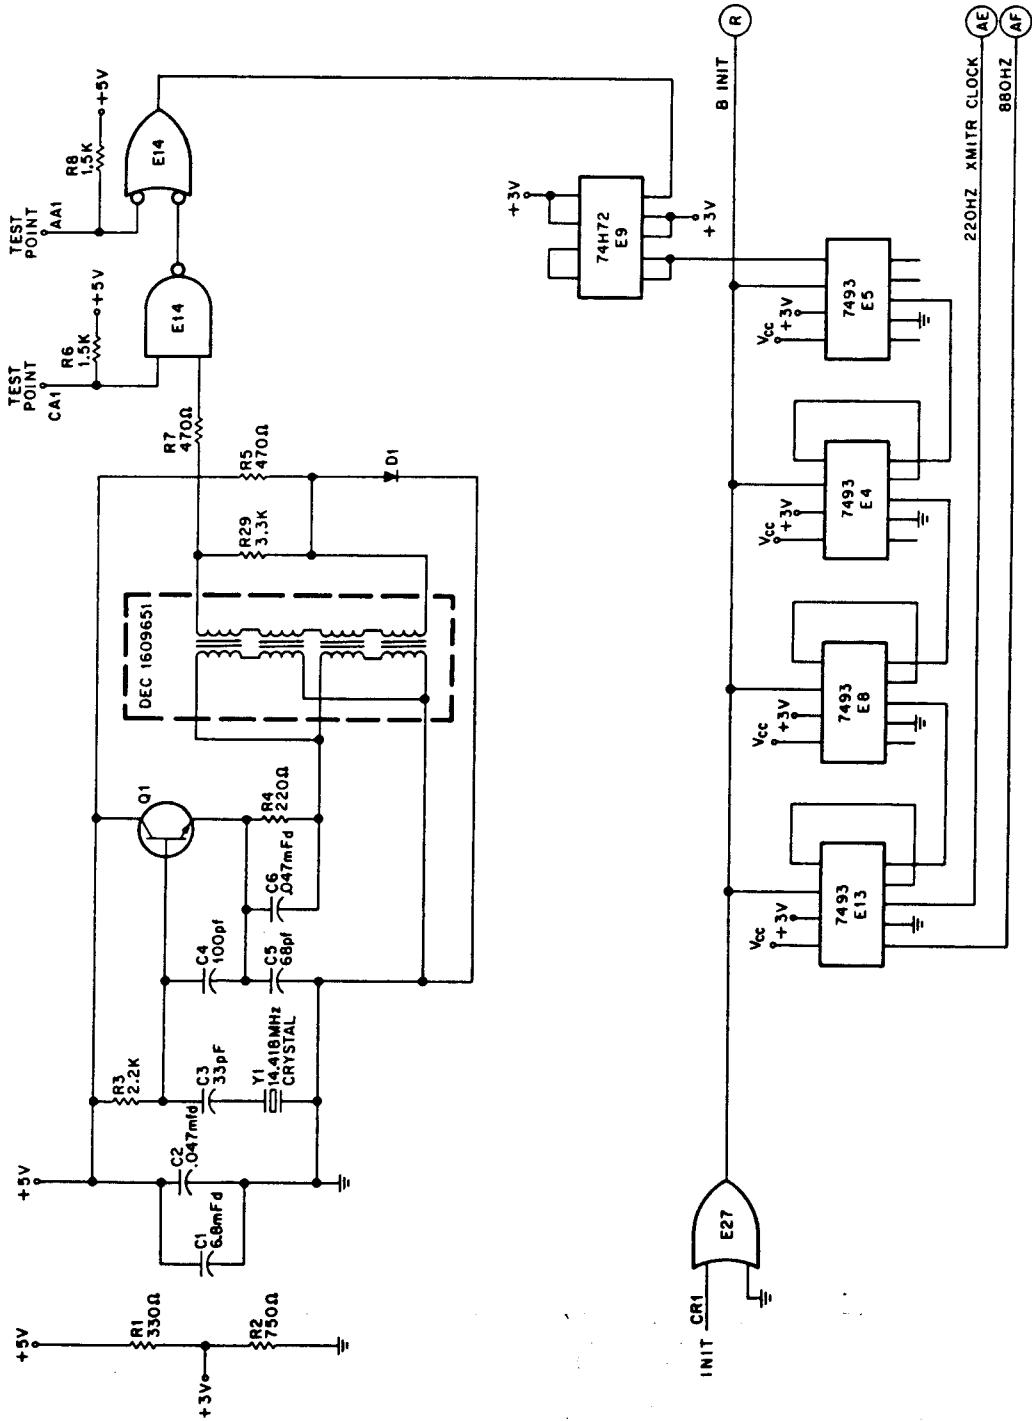 +5V
R1
330Ω
+3V
R2
750Ω
+5V
C1
6.8mFd
C2
.047mfd
R3
2.2K
C3
33pF
Y1
14.418MHz
CRYSTAL
C4
100pf
C5
68pf
C6
.047mFd
Q1
R4
220Ω
DEC 1609651
R29
3.3K
R5
470Ω
D1
R7
470Ω
TEST
POINT
CA1
R6
1.5K
+5V
E14
TEST
POINT
AA1
R8
1.5K
+5V
E14
+3V
74H72
E9
+3V
INIT CR1
E27
B INIT
R
Vcc
+3V
7493
E13
Vcc
+3V
7493
E8
Vcc
+3V
7493
E4
Vcc
+3V
7493
E5
220HZ XMITR CLOCK
AE
880HZ
AF